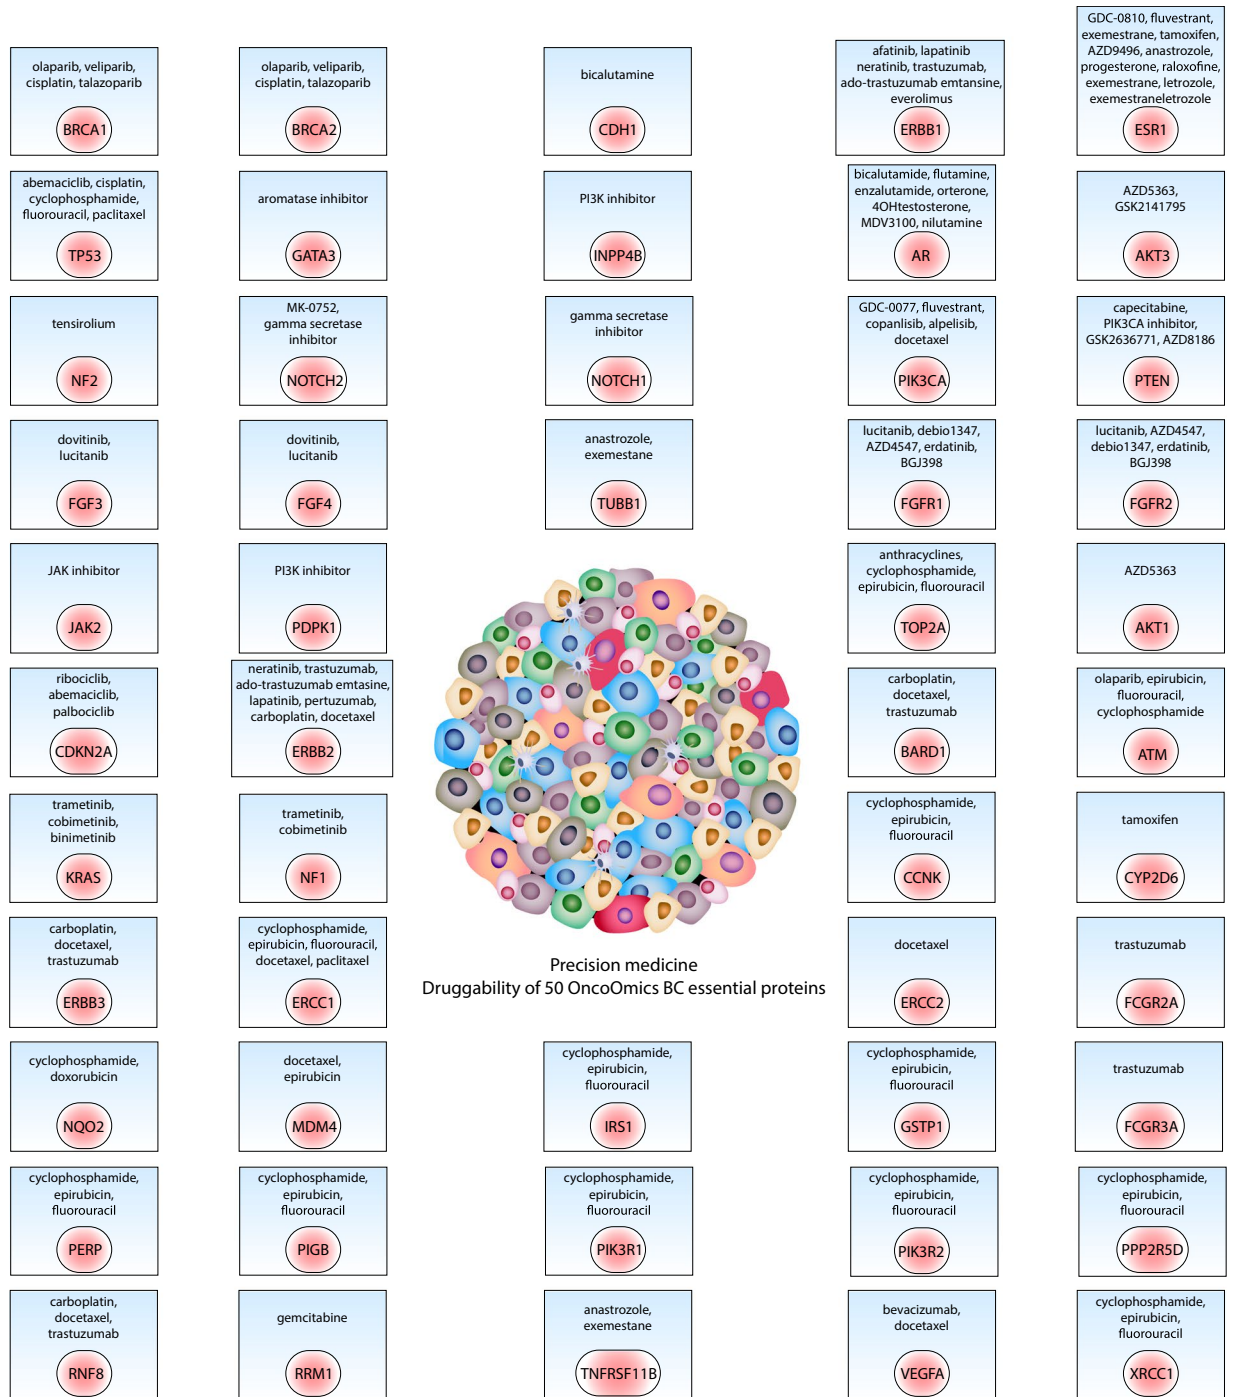 olaparib, veliparib,
cisplatin, talazoparib
BRCA1
olaparib, veliparib,
cisplatin, talazoparib
BRCA2
bicalutamine
CDH1
afatinib, lapatinib
neratinib, trastuzumab,
ado-trastuzumab emtansine,
everolimus
ERBB1
GDC-0810, fluvestrant,
exemestrane, tamoxifen,
AZD9496, anastrozole,
progesterone, raloxofine,
exemestrane, letrozole,
exemestraneletrozole
ESR1
abemaciclib, cisplatin,
cyclophosphamide,
fluorouracil, paclitaxel
TP53
aromatase inhibitor
GATA3
PI3K inhibitor
INPP4B
bicalutamide, flutamine,
enzalutamide, orterone,
4OHtestosterone,
MDV3100, nilutamine
AR
AZD5363,
GSK2141795
AKT3
tensirolium
NF2
MK-0752,
gamma secretase
inhibitor
NOTCH2
gamma secretase
inhibitor
NOTCH1
GDC-0077, fluvestrant,
copanlisib, alpelisib,
docetaxel
PIK3CA
capecitabine,
PIK3CA inhibitor,
GSK2636771, AZD8186
PTEN
dovitinib,
lucitanib
FGF3
dovitinib,
lucitanib
FGF4
anastrozole,
exemestane
TUBB1
lucitanib, debio1347,
AZD4547, erdatinib,
BGJ398
FGFR1
lucitanib, AZD4547,
debio1347, erdatinib,
BGJ398
FGFR2
JAK inhibitor
JAK2
PI3K inhibitor
PDPK1
anthracyclines,
cyclophosphamide,
epirubicin, fluorouracil
TOP2A
AZD5363
AKT1
ribociclib,
abemaciclib,
palbociclib
CDKN2A
neratinib, trastuzumab,
ado-trastuzumab emtasine,
lapatinib, pertuzumab,
carboplatin, docetaxel
ERBB2
carboplatin,
docetaxel,
trastuzumab
BARD1
olaparib, epirubicin,
fluorouracil,
cyclophosphamide
ATM
trametinib,
cobimetinib,
binimetinib
KRAS
trametinib,
cobimetinib
NF1
cyclophosphamide,
epirubicin,
fluorouracil
CCNK
tamoxifen
CYP2D6
carboplatin,
docetaxel,
trastuzumab
ERBB3
cyclophosphamide,
epirubicin, fluorouracil,
docetaxel, paclitaxel
ERCC1
Precision medicine
Druggability of 50 OncoOmics BC essential proteins
docetaxel
ERCC2
trastuzumab
FCGR2A
cyclophosphamide,
doxorubicin
NQO2
docetaxel,
epirubicin
MDM4
cyclophosphamide,
epirubicin,
fluorouracil
IRS1
cyclophosphamide,
epirubicin,
fluorouracil
GSTP1
trastuzumab
FCGR3A
cyclophosphamide,
epirubicin,
fluorouracil
PERP
cyclophosphamide,
epirubicin,
fluorouracil
PIGB
cyclophosphamide,
epirubicin,
fluorouracil
PIK3R1
cyclophosphamide,
epirubicin,
fluorouracil
PIK3R2
cyclophosphamide,
epirubicin,
fluorouracil
PPP2R5D
carboplatin,
docetaxel,
trastuzumab
RNF8
gemcitabine
RRM1
anastrozole,
exemestane
TNFRSF11B
bevacizumab,
docetaxel
VEGFA
cyclophosphamide,
epirubicin,
fluorouracil
XRCC1